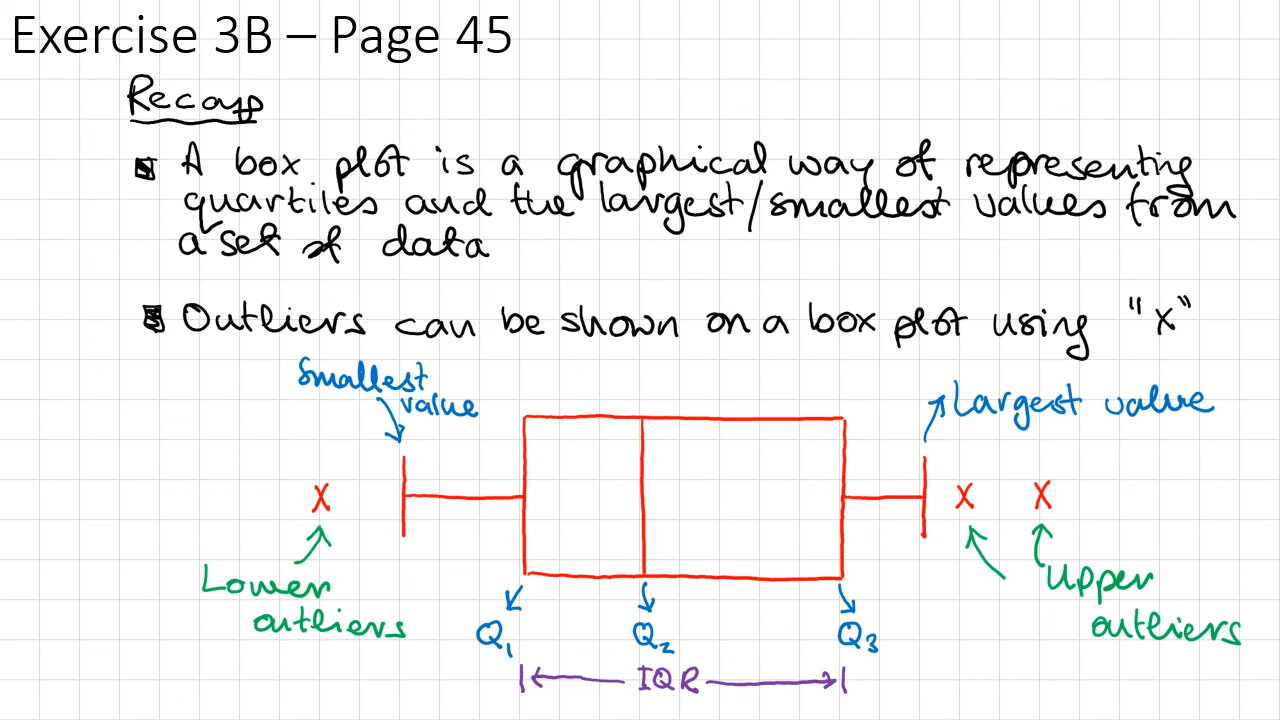 Exercise 3B – Page 45
Recap
▪ A box plot is a graphical way of representing
quartiles and the largest/smallest values from
a set of data
▪ Outliers can be shown on a box plot using "X"
Smallest
value
Largest value
X
X
X
Lower
outliers
Upper
outliers
Q1
Q2
Q3
IQR